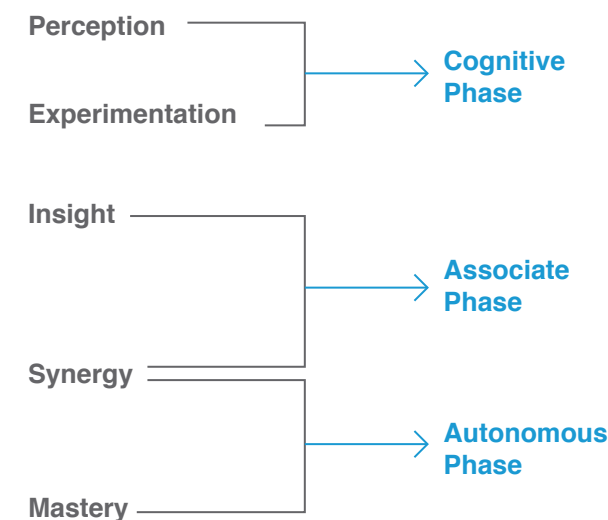 Perception
Cognitive
Phase
Experimentation
Insight
Associate
Phase
Synergy
Autonomous
Phase
Mastery